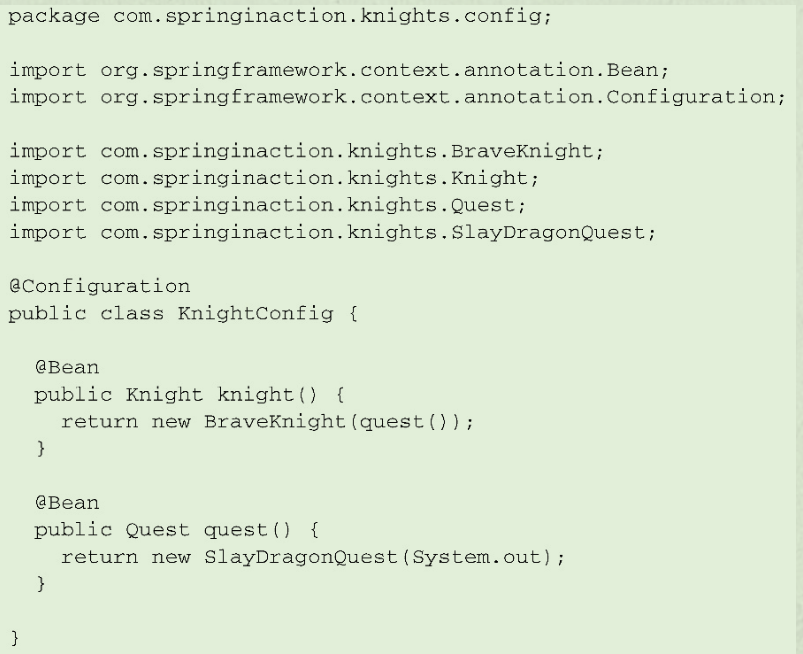 package com.springinaction.knights.config;
import org.springframework.context.annotation.Bean;
import org.springframework.context.annotation.Configuration;
import com.springinaction.knights.BraveKnight;
import com.springinaction.knights.Knight;
import com.springinaction.knights.Quest;
import com.springinaction.knights.SlayDragonQuest;
@Configuration
public class KnightConfig {
@Bean
public Knight knight() {
return new BraveKnight(quest());
}
@Bean
public Quest quest() {
return new SlayDragonQuest(System.out);
}
}